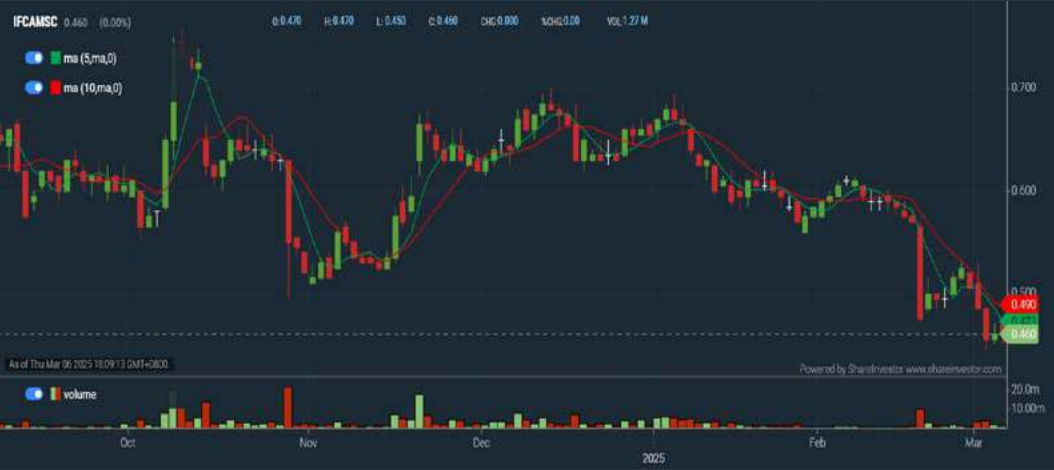 IFCAMSC 0.460 (0.00%) O:0.470 H:0.470 L:0.450 C:0.460 CHG:0.000 %CHG:0.00 VOL:1.27 M
ma (5,ma,0)
ma (10,ma,0)
0.700
0.600
0.500
0.490
0.473
0.460
As of Thu Mar 06 2025 18:09:13 GMT+0800
Powered by ShareInvestor www.shareinvestor.com
volume
20.0m
10.00m
Oct Nov Dec Feb Mar
2025